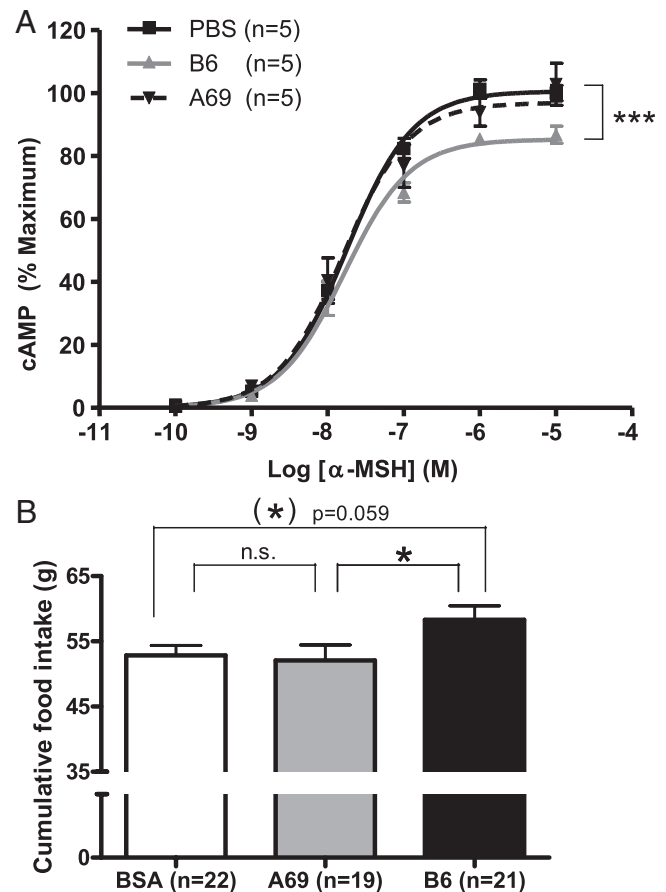 A
PBS (n=5)
B6 (n=5)
A69 (n=5)
120
100
80
60
40
20
0
***
cAMP (% Maximum)
-11 -10 -9 -8 -7 -6 -5 -4
Log [α-MSH] (M)
B
(*) p=0.059
n.s.
*
65
55
45
35
0
Cumulative food intake (g)
BSA (n=22) A69 (n=19) B6 (n=21)